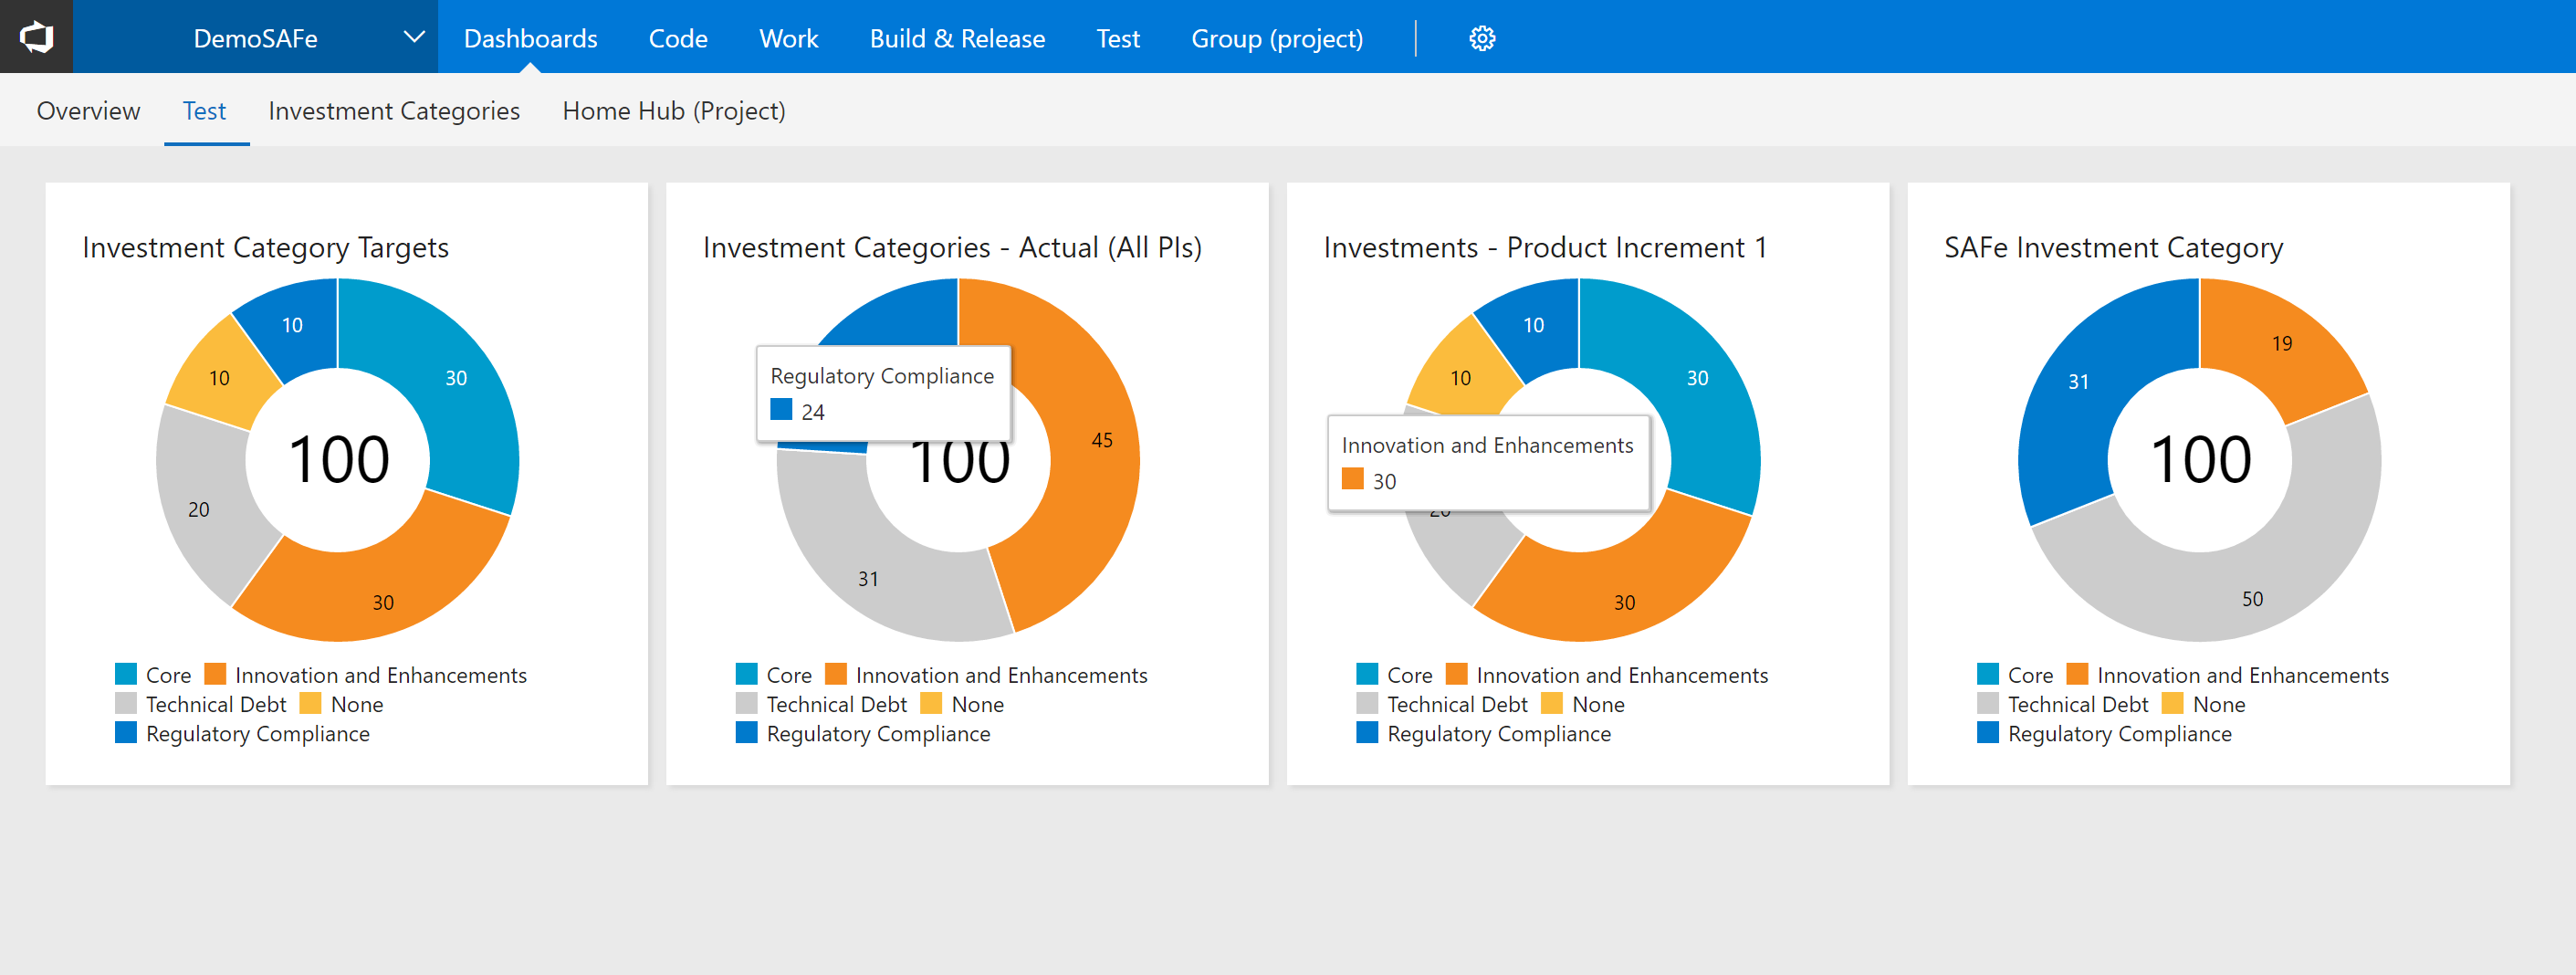 DemoSAFe Dashboards Code Work Build & Release Test Group (project)
Overview Test Investment Categories Home Hub (Project)
Investment Category Targets
10
30
10
100
20
30
Core Innovation and Enhancements
Technical Debt None
Regulatory Compliance
Investment Categories - Actual (All PIs)
Regulatory Compliance
24
45
100
31
Core Innovation and Enhancements
Technical Debt None
Regulatory Compliance
Investments - Product Increment 1
10
30
10
Innovation and Enhancements
30
20
30
Core Innovation and Enhancements
Technical Debt None
Regulatory Compliance
SAFe Investment Category
19
31
100
50
Core Innovation and Enhancements
Technical Debt None
Regulatory Compliance